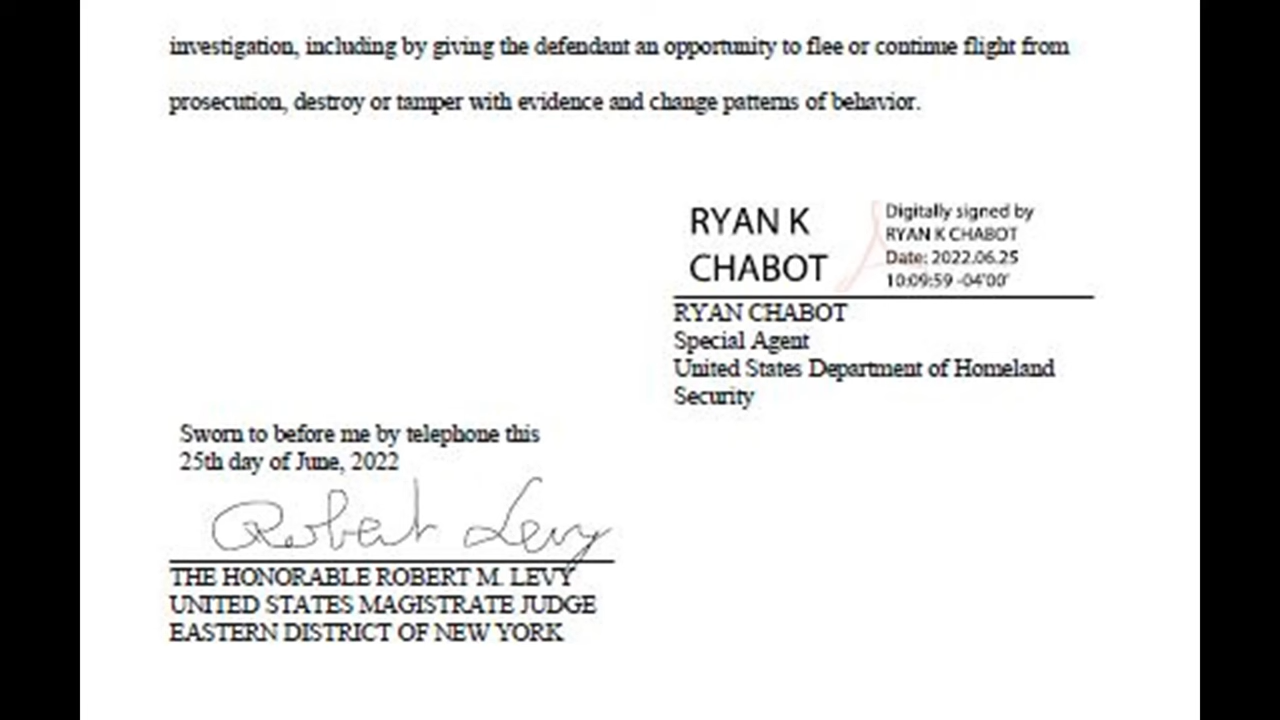 investigation, including by giving the defendant an opportunity to flee or continue flight from
prosecution, destroy or tamper with evidence and change patterns of behavior.
RYAN K
CHABOT
Digitally signed by
RYAN K CHABOT
Date: 2022.06.25
10:09:59 -04'00'
RYAN CHABOT
Special Agent
United States Department of Homeland
Security
Sworn to before me by telephone this
25th day of June, 2022
Robert Levy
THE HONORABLE ROBERT M. LEVY
UNITED STATES MAGISTRATE JUDGE
EASTERN DISTRICT OF NEW YORK